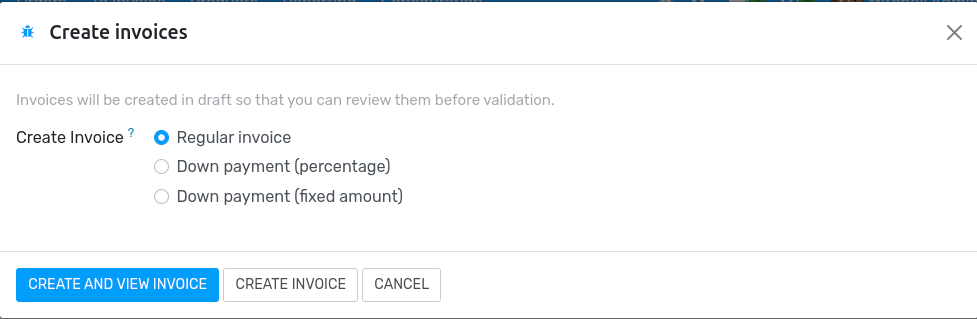 Create invoices
Invoices will be created in draft so that you can review them before validation.
Create Invoice ? Regular invoice
Down payment (percentage)
Down payment (fixed amount)
CREATE AND VIEW INVOICE CREATE INVOICE CANCEL